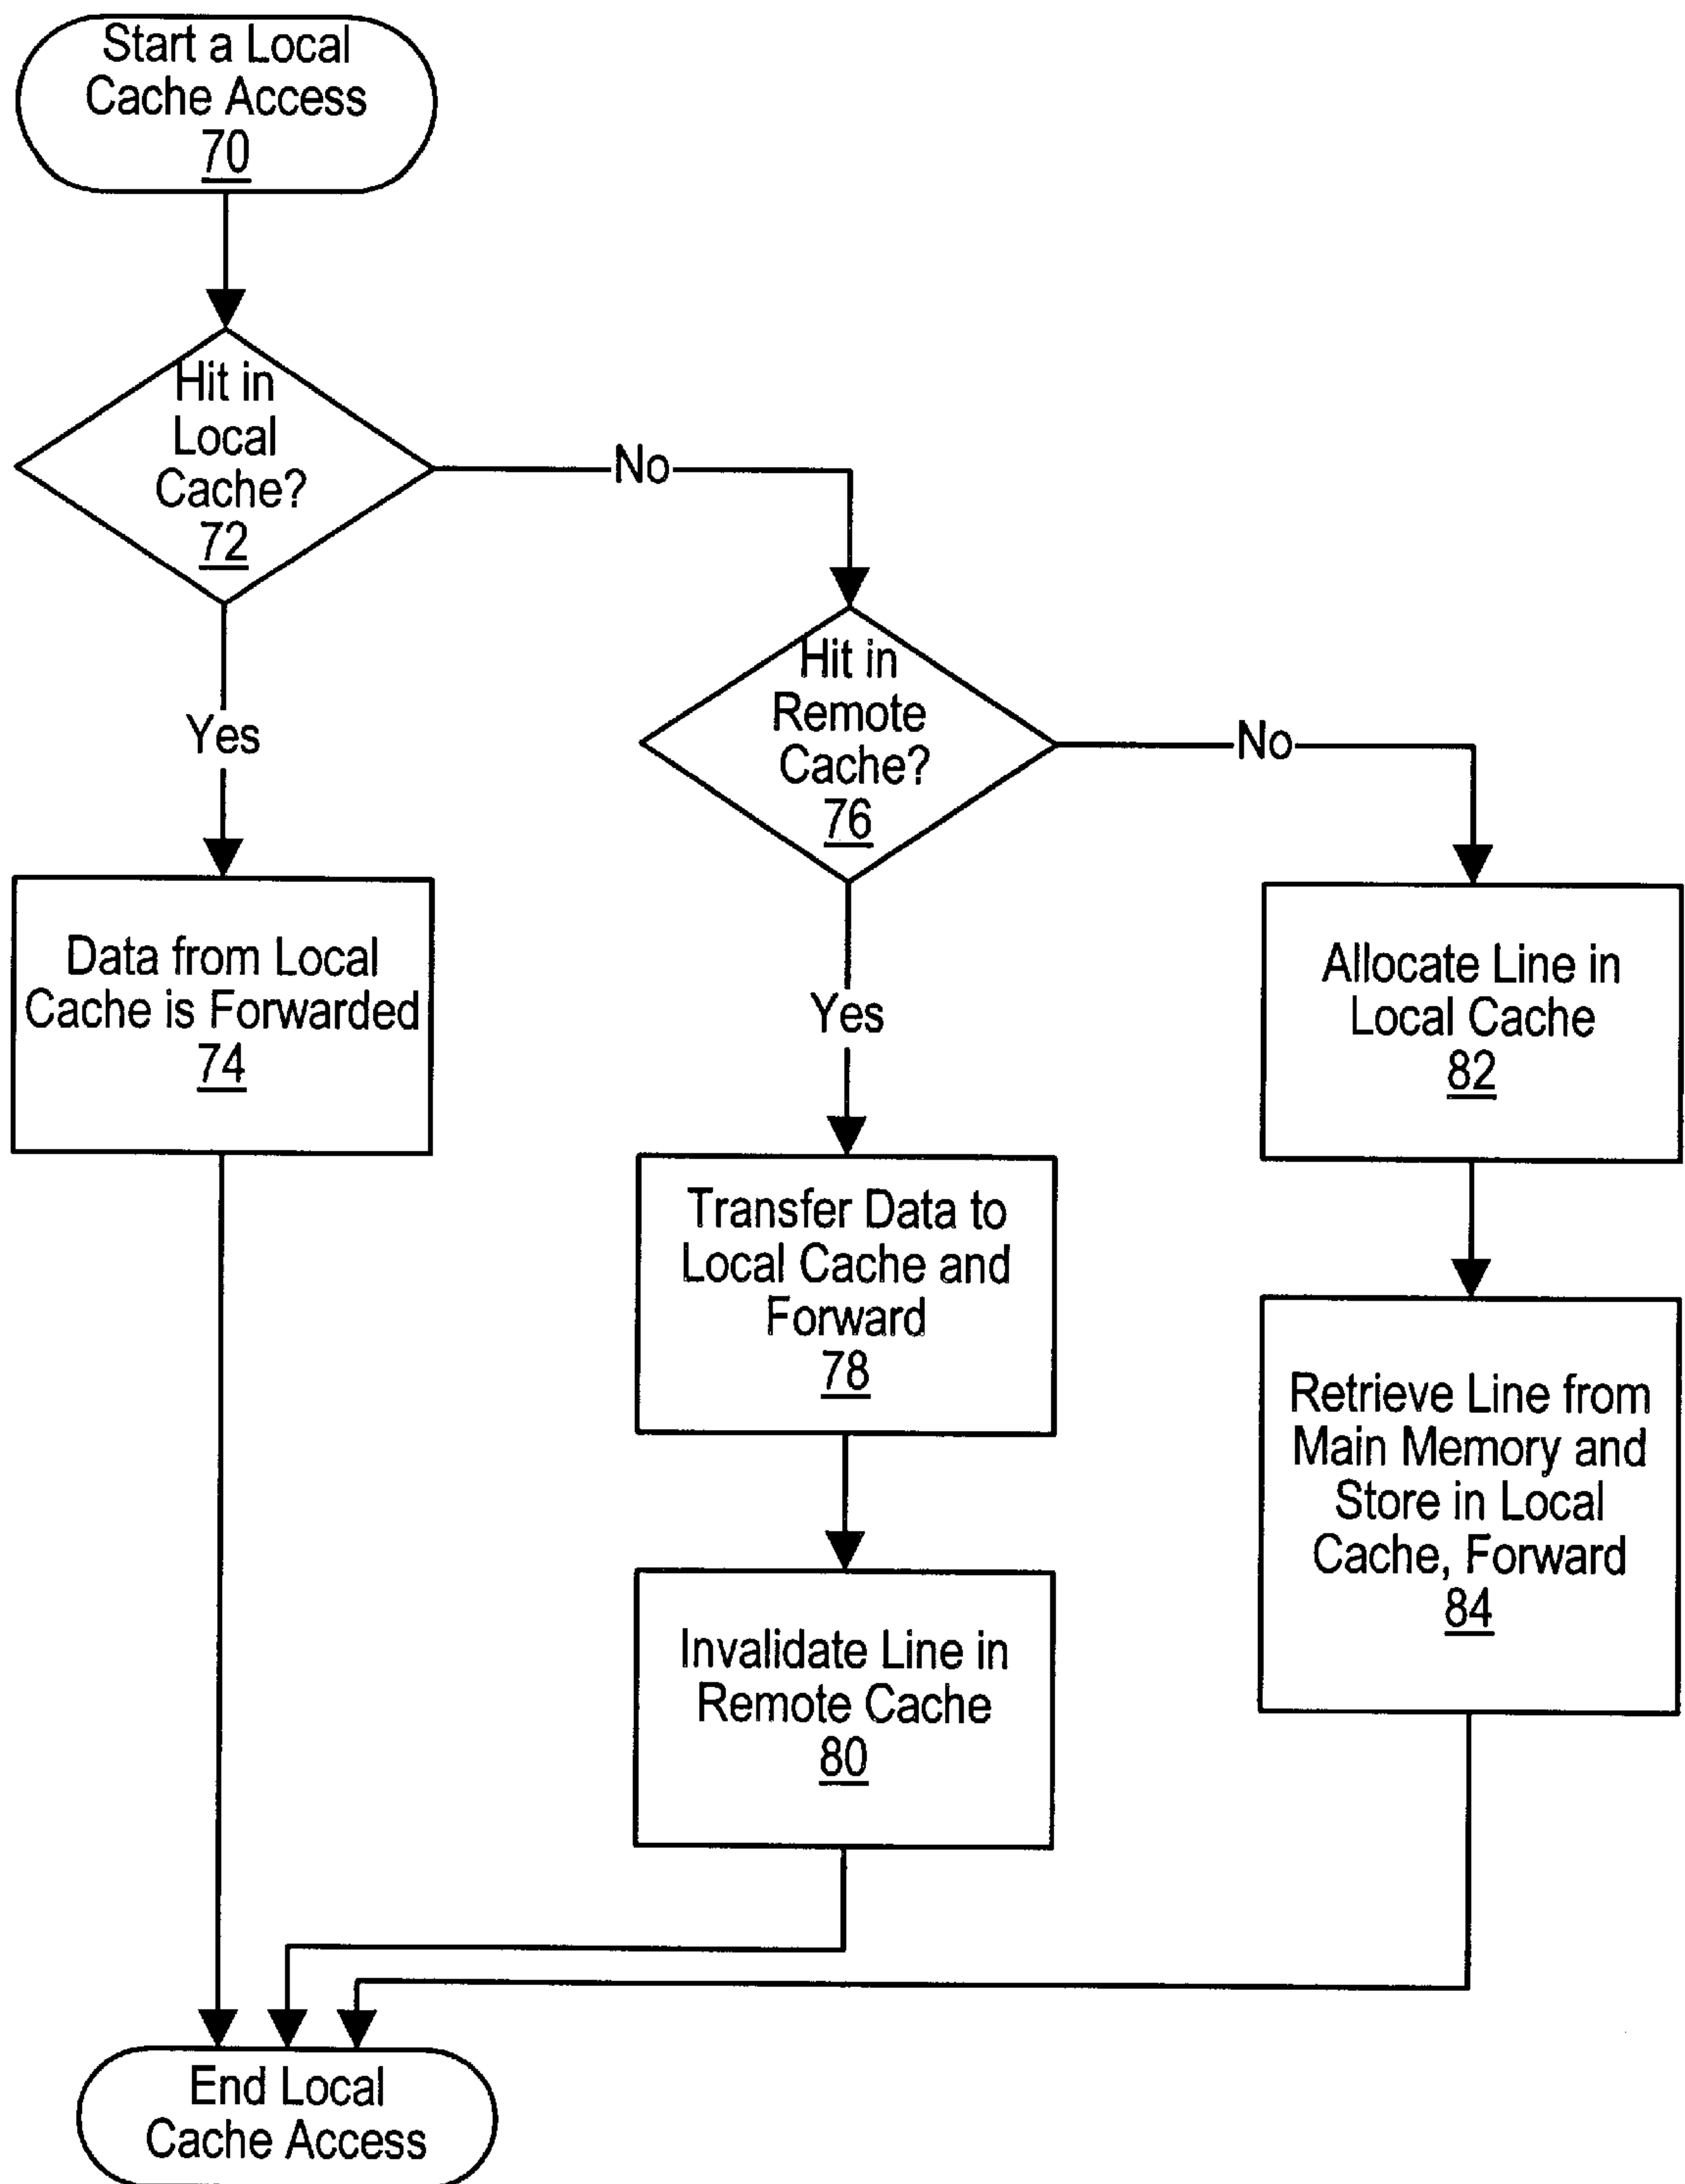 Start a Local
Cache Access
70
Hit in
Local
Cache?
72
No
Yes
Hit in
Remote
Cache?
76
No
Yes
Data from Local
Cache is Forwarded
74
Allocate Line in
Local Cache
82
Transfer Data to
Local Cache and
Forward
78
Retrieve Line from
Main Memory and
Store in Local
Cache, Forward
84
Invalidate Line in
Remote Cache
80
End Local
Cache Access